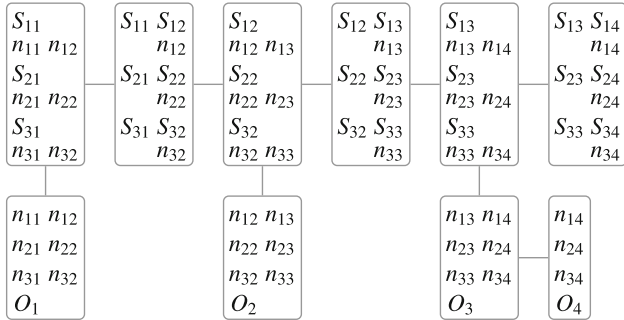 S₁₁
n₁₁ n₁₂
S₂₁
n₂₁ n₂₂
S₃₁
n₃₁ n₃₂
S₁₁ S₁₂
n₁₂
S₂₁ S₂₂
n₂₂
S₃₁ S₃₂
n₃₂
S₁₂
n₁₂ n₁₃
S₂₂
n₂₂ n₂₃
S₃₂
n₃₂ n₃₃
S₁₂ S₁₃
n₁₃
S₂₂ S₂₃
n₂₃
S₃₂ S₃₃
n₃₃
S₁₃
n₁₃ n₁₄
S₂₃
n₂₃ n₂₄
S₃₃
n₃₃ n₃₄
S₁₃ S₁₄
n₁₄
S₂₃ S₂₄
n₂₄
S₃₃ S₃₄
n₃₄
n₁₁ n₁₂
n₂₁ n₂₂
n₃₁ n₃₂
O₁
n₁₂ n₁₃
n₂₂ n₂₃
n₃₂ n₃₃
O₂
n₁₃ n₁₄
n₂₃ n₂₄
n₃₃ n₃₄
O₃
n₁₄
n₂₄
n₃₄
O₄